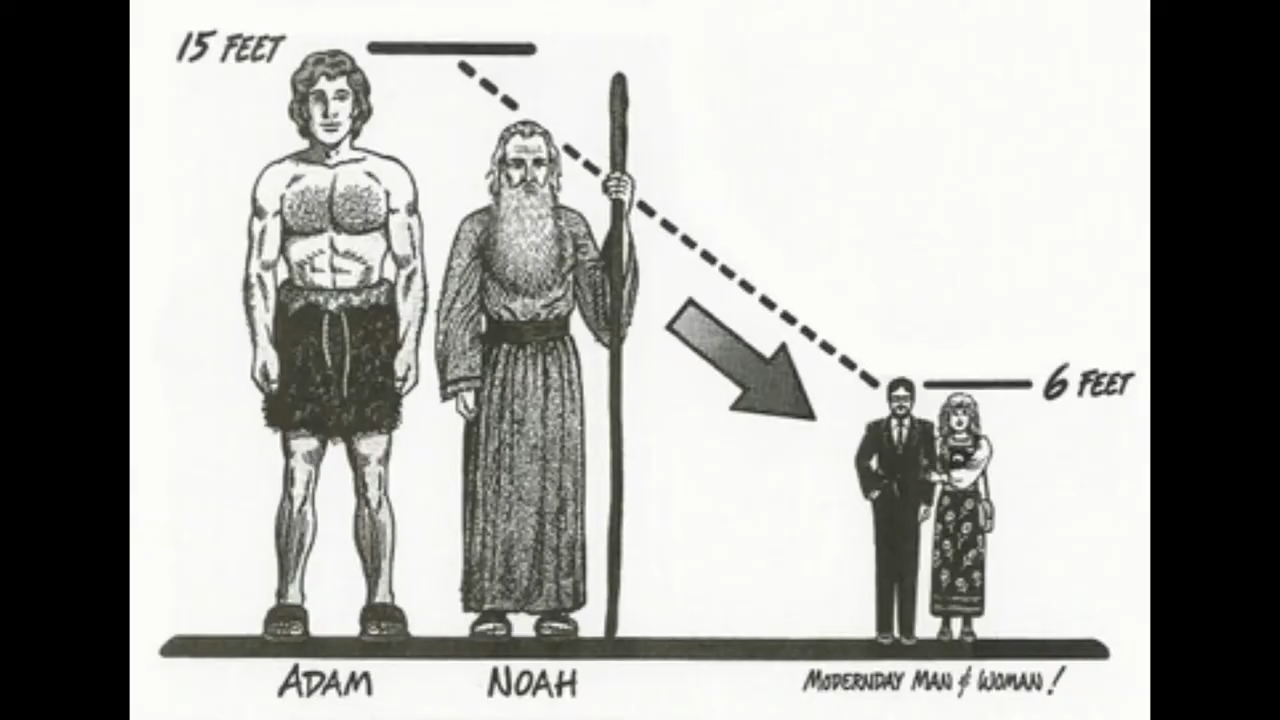 15 FEET
6 FEET
ADAM
NOAH
MODERNDAY MAN & WOMAN!